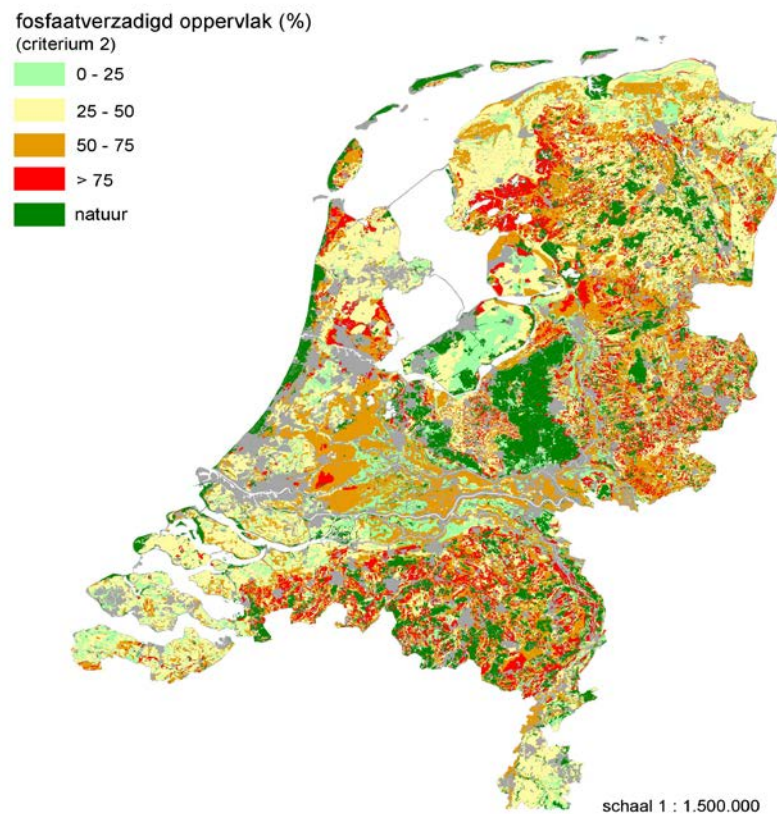 fosfaatverzadigd oppervlak (%)
(criterium 2)
0 - 25
25 - 50
50 - 75
> 75
natuur
schaal 1 : 1.500.000